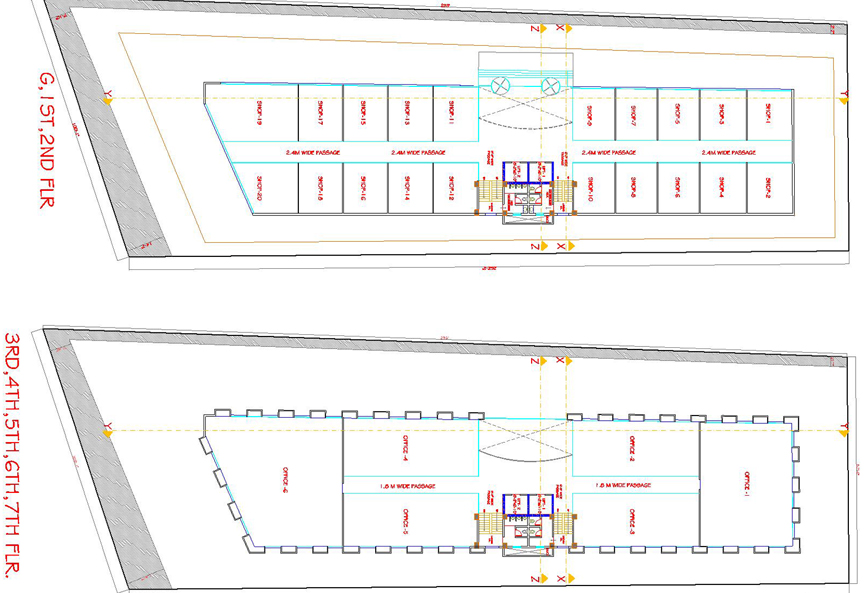 G,1ST,2ND FLR
Z
X
Y
Y
SHOP-19
SHOP-17
SHOP-15
SHOP-13
SHOP-11
SHOP-9
SHOP-7
SHOP-5
SHOP-3
SHOP-1
2.4M WIDE PASSAGE
2.4M WIDE PASSAGE
2.4M WIDE PASSAGE
2.4M WIDE PASSAGE
SHOP-20
SHOP-18
SHOP-16
SHOP-14
SHOP-12
SHOP-10
SHOP-8
SHOP-6
SHOP-4
SHOP-2
Z
X
3RD,4TH,5TH,6TH,7TH FLR.
Z
X
Y
Y
OFFICE-6
OFFICE-4
OFFICE-2
OFFICE-1
1.8 M WIDE PASSAGE
1.8 M WIDE PASSAGE
OFFICE-5
OFFICE-3
Z
X